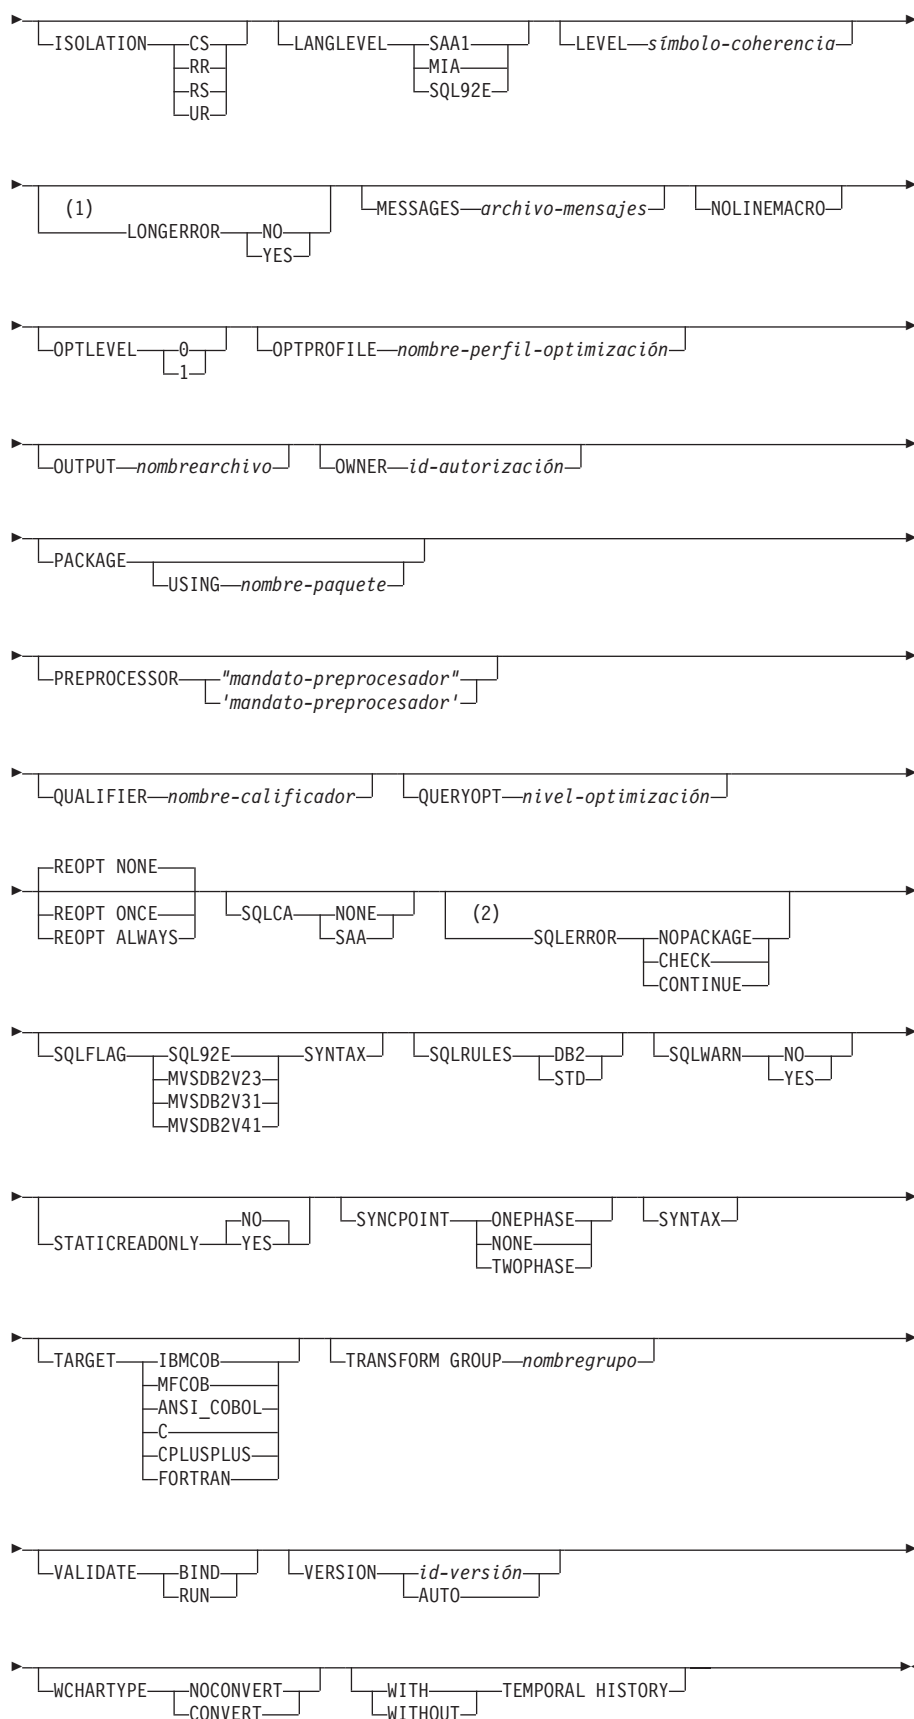 ISOLATION CS LANGLEVEL SAA1 LEVEL símbolo-coherencia
RR MIA
RS SQL92E
UR
(1) MESSAGES archivo-mensajes NOLINEMACRO
LONGERROR NO
YES
OPTLEVEL 0 OPTPROFILE nombre-perfil-optimización
1
OUTPUT nombrearchivo OWNER id-autorización
PACKAGE
USING nombre-paquete
PREPROCESSOR "mandato-preprocesador"
'mandato-preprocesador'
QUALIFIER nombre-calificador QUERYOPT nivel-optimización
REOPT NONE
REOPT ONCE SQLCA NONE (2)
REOPT ALWAYS SAA SQLERROR NOPACKAGE
CHECK
CONTINUE
SQLFLAG SQL92E SYNTAX SQLRULES DB2 SQLWARN NO
MVSDB2V23 STD YES
MVSDB2V31
MVSDB2V41
NO SYNCPOINT ONEPHASE SYNTAX
STATICREADONLY YES NONE
TWOPHASE
TARGET IBMCOB TRANSFORM GROUP nombregrupo
MFCOB
ANSI_COBOL
C
CPLUSPLUS
FORTRAN
VALIDATE BIND VERSION id-versión
RUN AUTO
WCHARTYPE NOCONVERT WITH TEMPORAL HISTORY
CONVERT WITHOUT